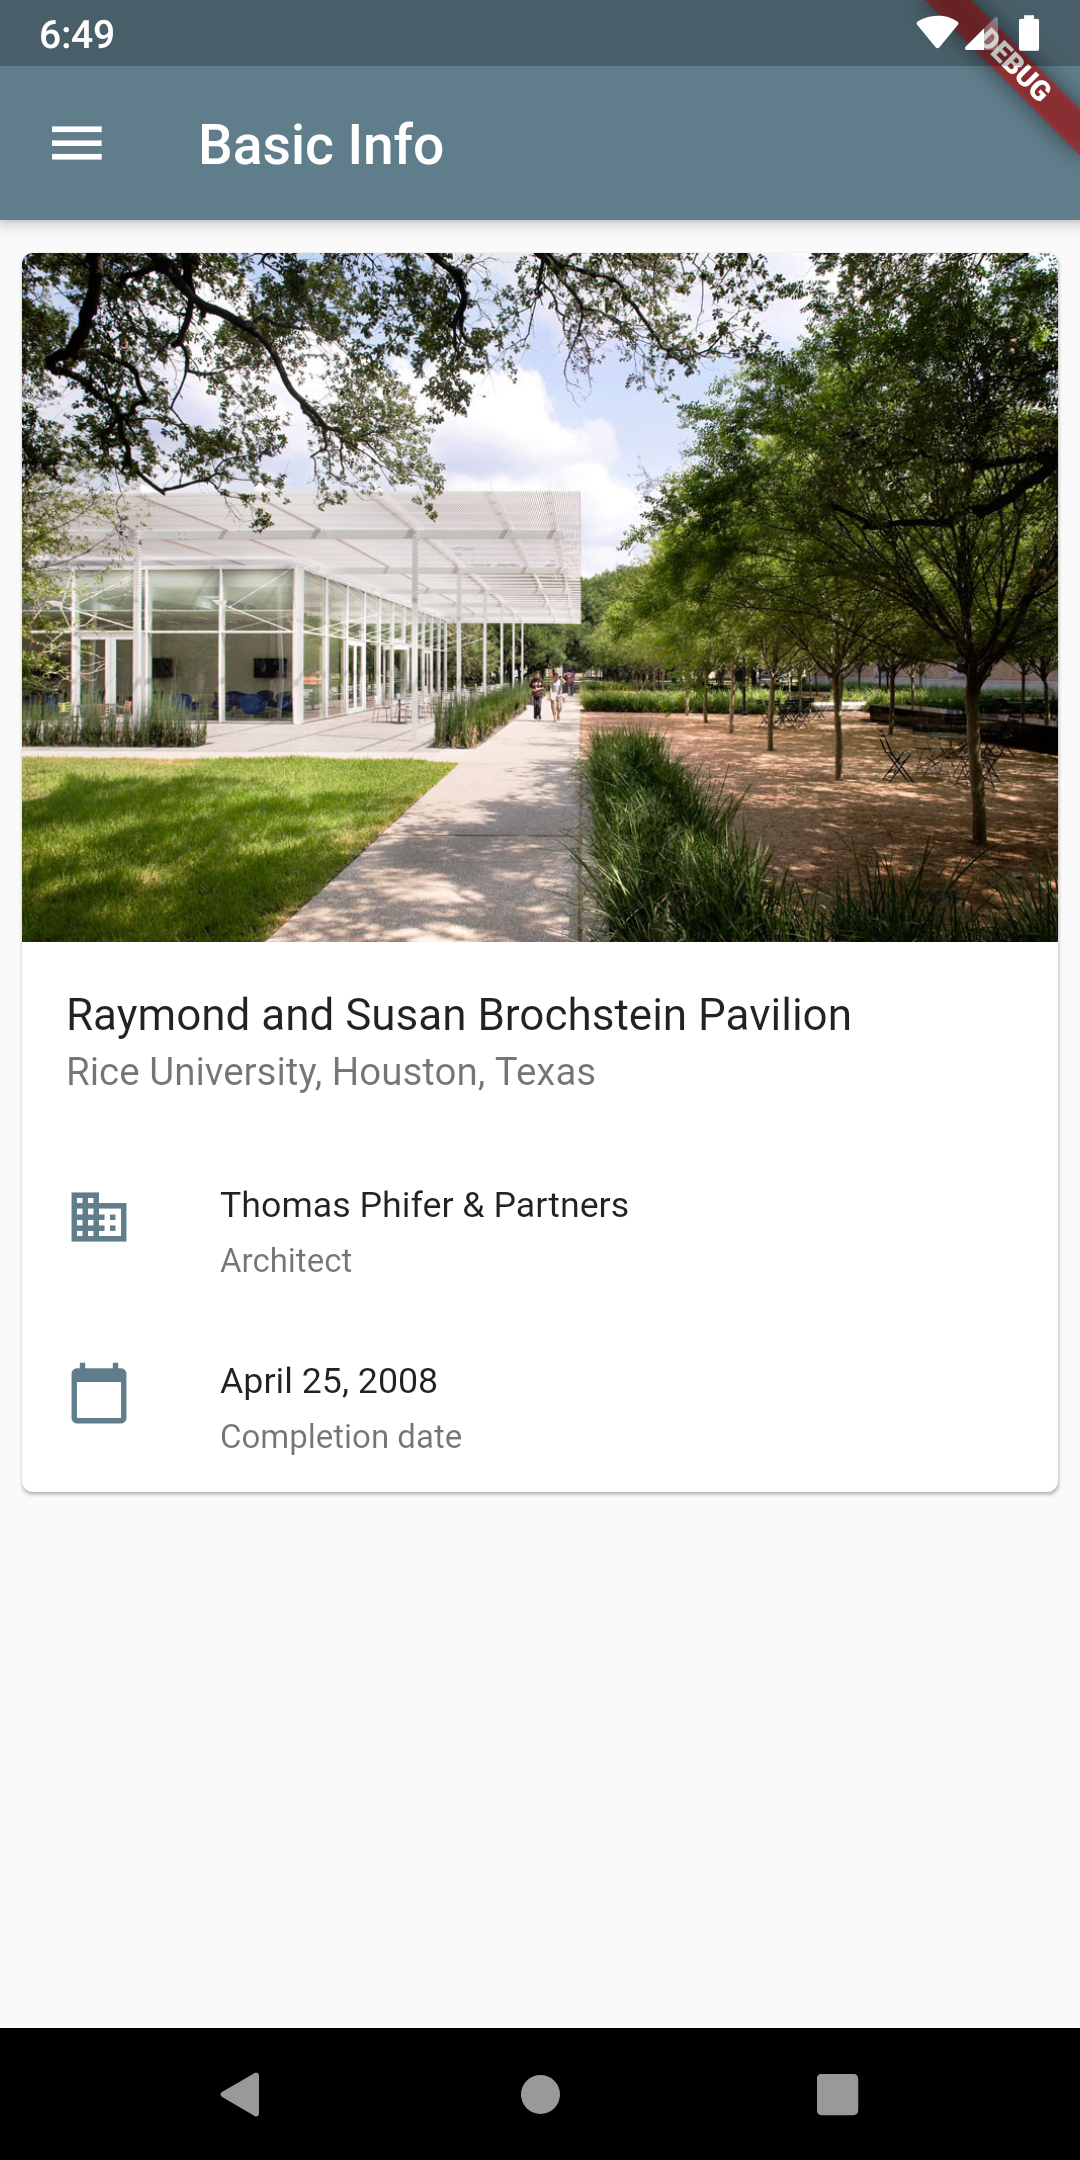 6:49
DEBUG
Basic Info
Raymond and Susan Brochstein Pavilion
Rice University, Houston, Texas
Thomas Phifer & Partners
Architect
April 25, 2008
Completion date